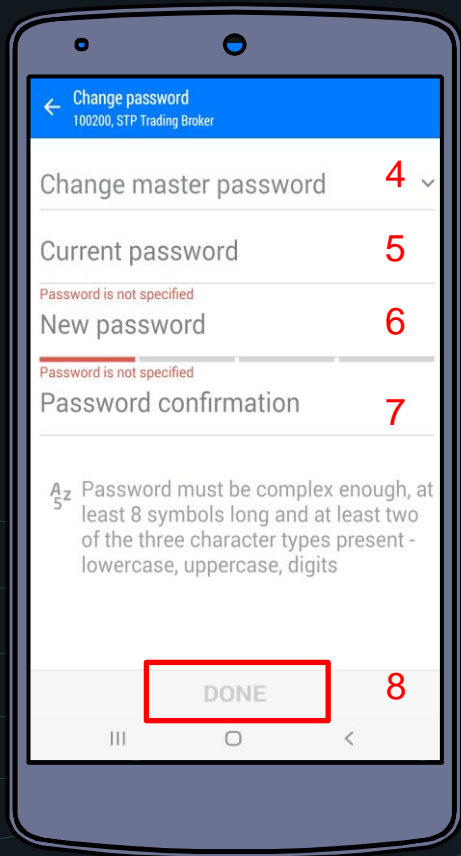 Change password
100200, STP Trading Broker
Change master password 4
Current password 5
Password is not specified
New password 6
Password is not specified
Password confirmation 7
Password must be complex enough, at
least 8 symbols long and at least two
of the three character types present -
lowercase, uppercase, digits
DONE 8